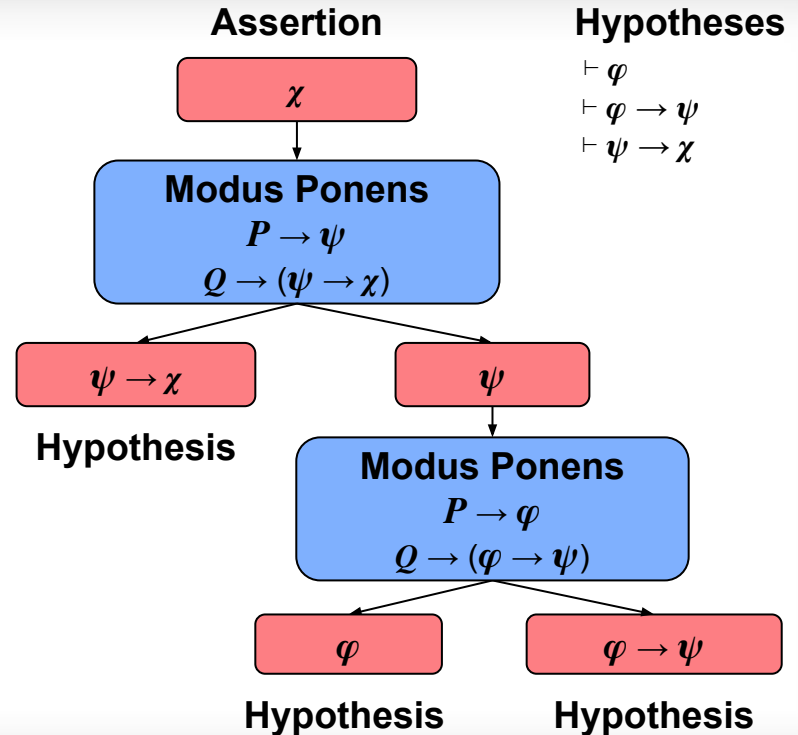 Assertion
χ
Hypotheses
⊢ φ
⊢ φ → ψ
⊢ ψ → χ
Modus Ponens
P → ψ
Q → (ψ → χ)
ψ → χ
ψ
Hypothesis
Modus Ponens
P → φ
Q → (φ → ψ)
φ
φ → ψ
Hypothesis
Hypothesis